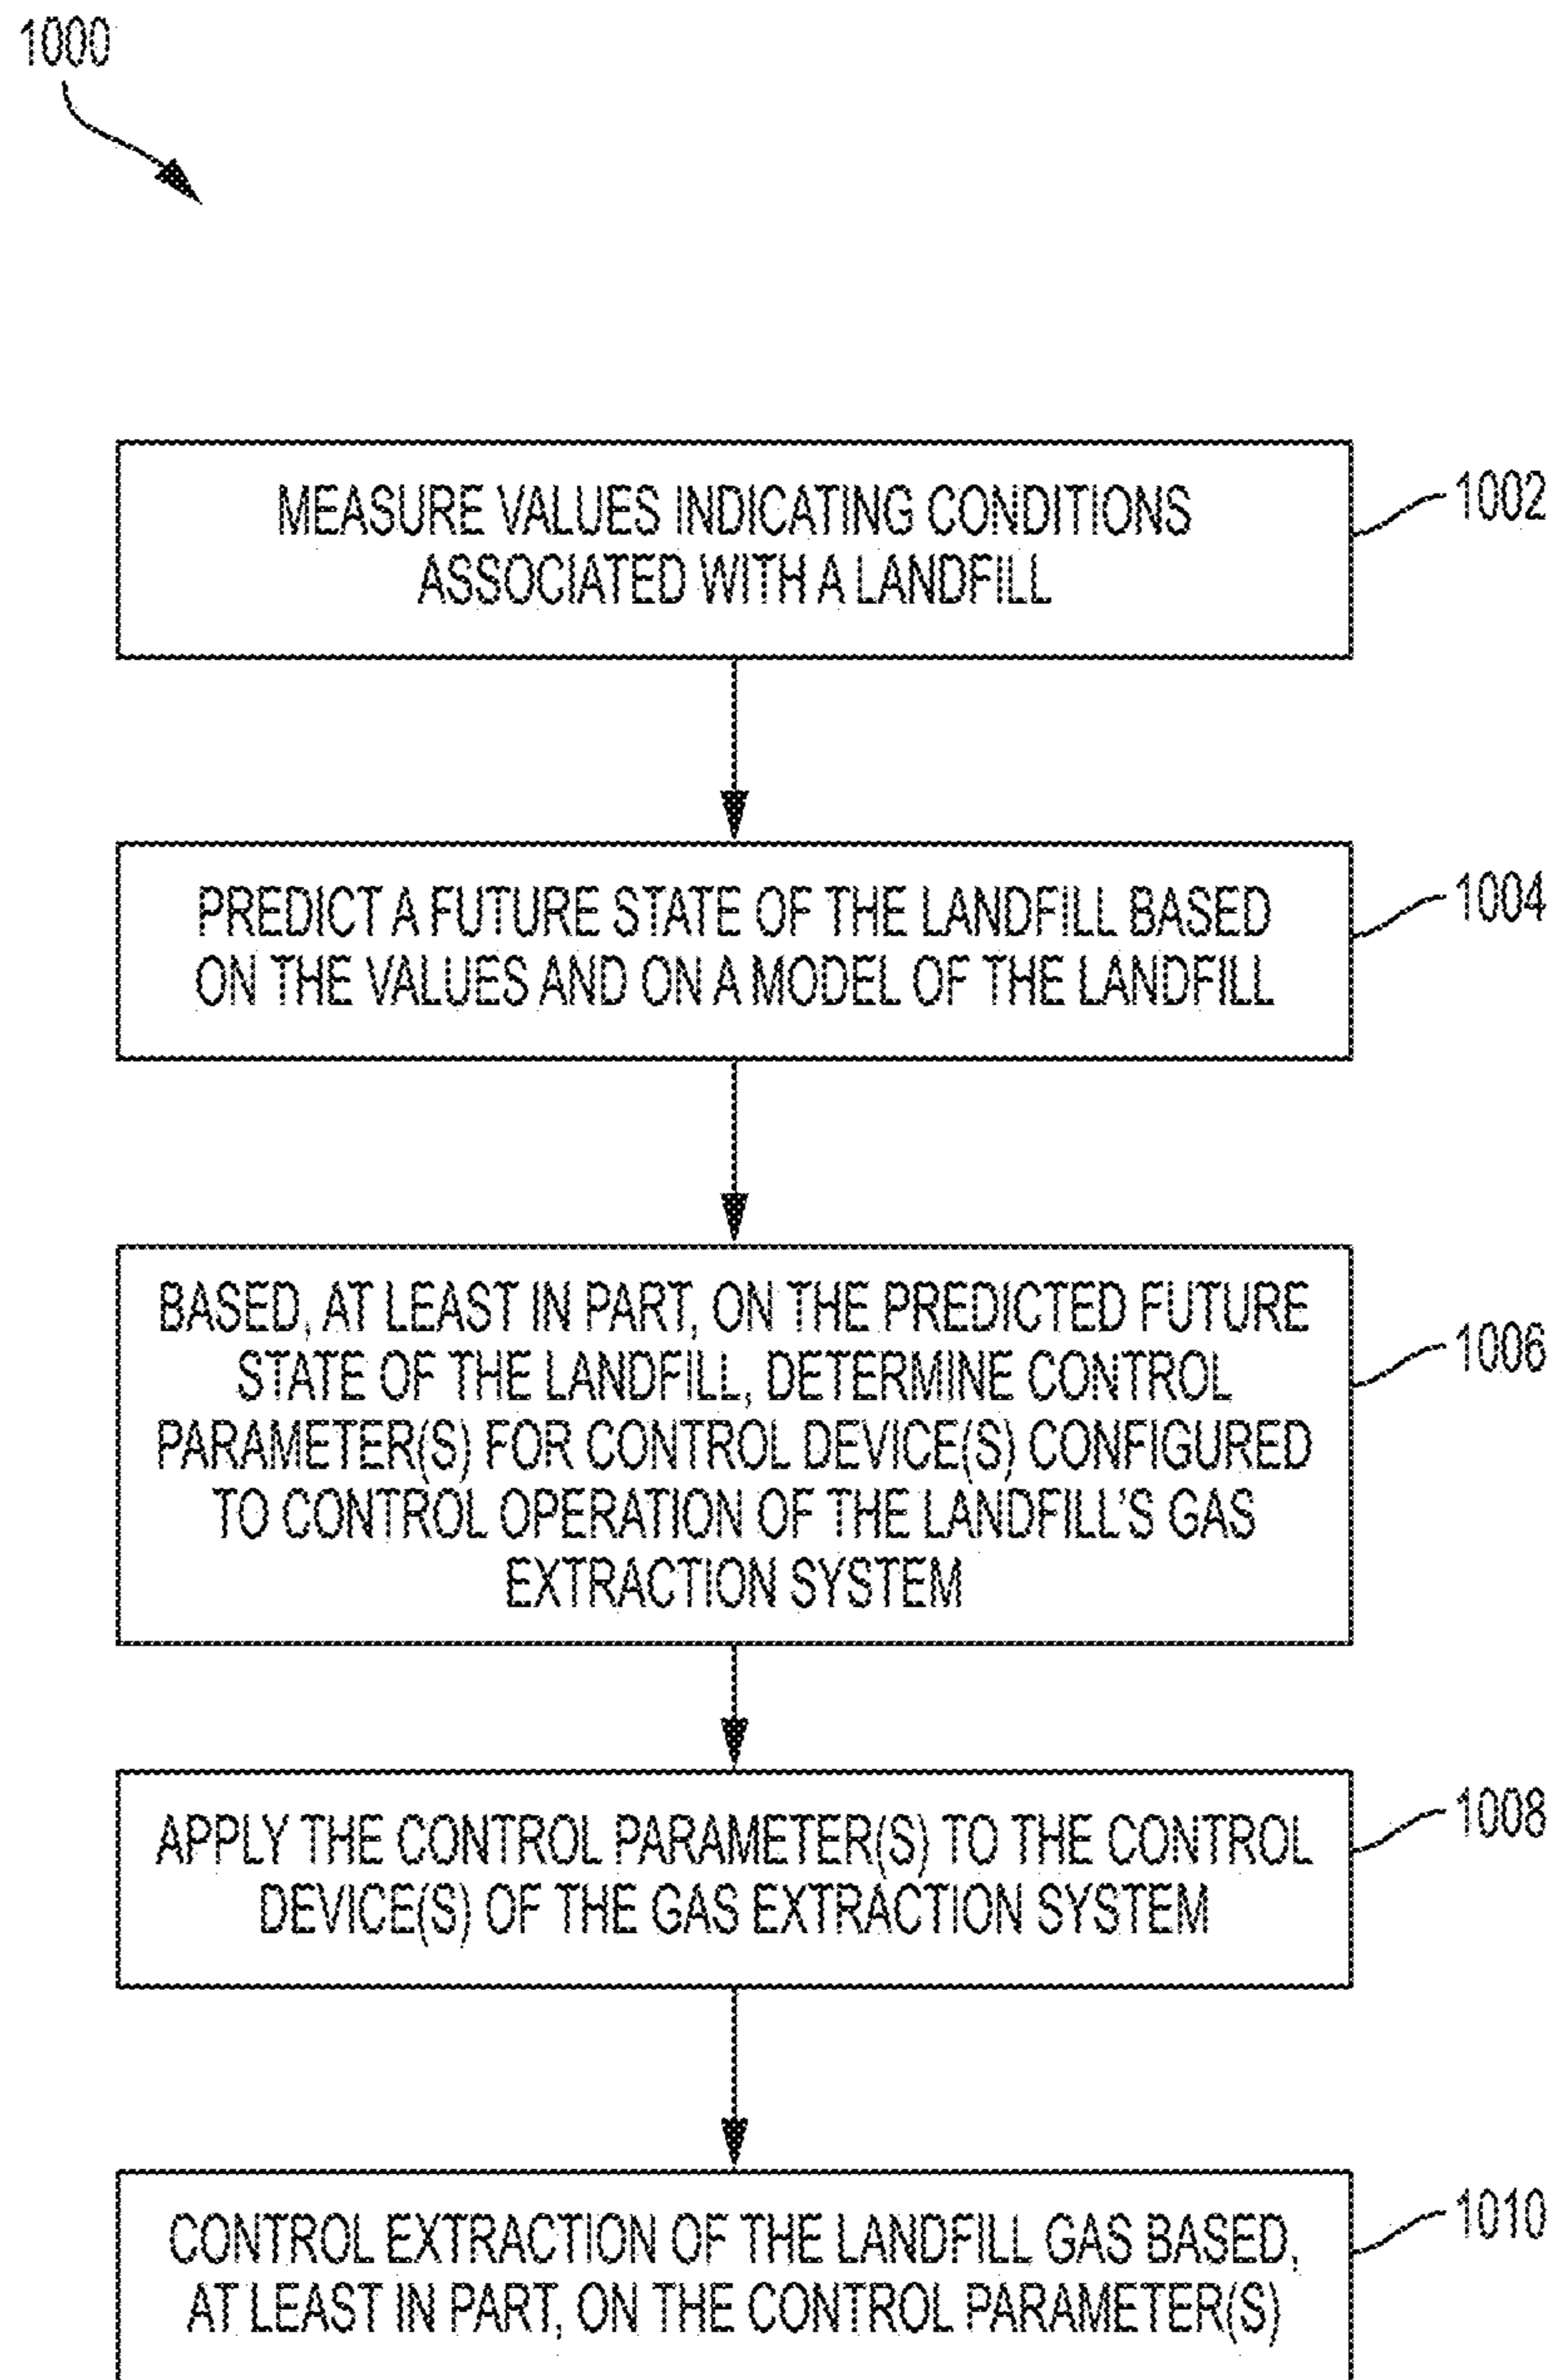 1000
MEASURE VALUES INDICATING CONDITIONS
ASSOCIATED WITH A LANDFILL
1002
PREDICT A FUTURE STATE OF THE LANDFILL BASED
ON THE VALUES AND ON A MODEL OF THE LANDFILL
1004
BASED, AT LEAST IN PART, ON THE PREDICTED FUTURE
STATE OF THE LANDFILL, DETERMINE CONTROL
PARAMETER(S) FOR CONTROL DEVICE(S) CONFIGURED
TO CONTROL OPERATION OF THE LANDFILL'S GAS
EXTRACTION SYSTEM
1006
APPLY THE CONTROL PARAMETER(S) TO THE CONTROL
DEVICE(S) OF THE GAS EXTRACTION SYSTEM
1008
CONTROL EXTRACTION OF THE LANDFILL GAS BASED,
AT LEAST IN PART, ON THE CONTROL PARAMETER(S)
1010